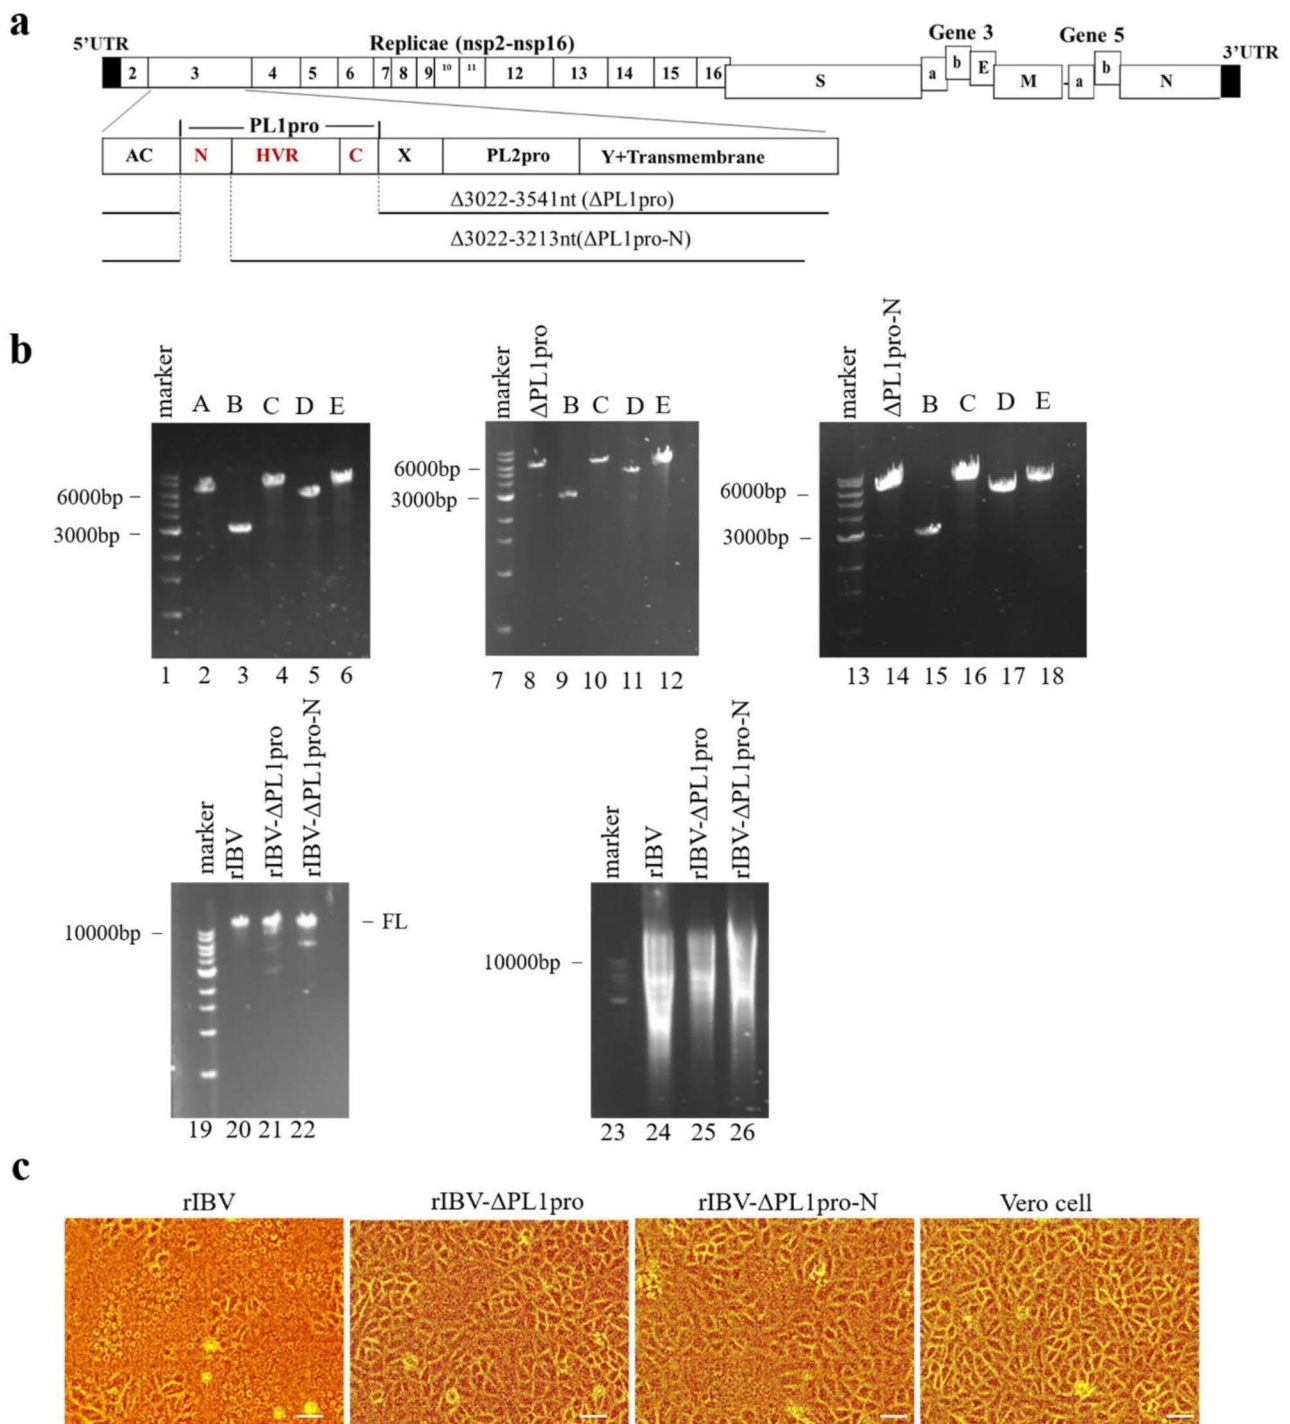 a
5'UTR
Replicae (nsp2-nsp16)
Gene 3
Gene 5
3'UTR
2 3 4 5 6 7 8 9 10 11 12 13 14 15 16 S a b E M a b N
PL1pro
AC N HVR C X PL2pro Y+Transmembrane
Δ3022-3541nt (ΔPL1pro)
Δ3022-3213nt(ΔPL1pro-N)
b
marker A B C D E
6000bp
3000bp
1 2 3 4 5 6
marker ΔPL1pro B C D E
6000bp
3000bp
7 8 9 10 11 12
marker ΔPL1pro-N B C D E
6000bp
3000bp
13 14 15 16 17 18
marker rIBV rIBV-ΔPL1pro rIBV-ΔPL1pro-N
10000bp
FL
19 20 21 22
marker rIBV rIBV-ΔPL1pro rIBV-ΔPL1pro-N
10000bp
23 24 25 26
c
rIBV rIBV-ΔPL1pro rIBV-ΔPL1pro-N Vero cell